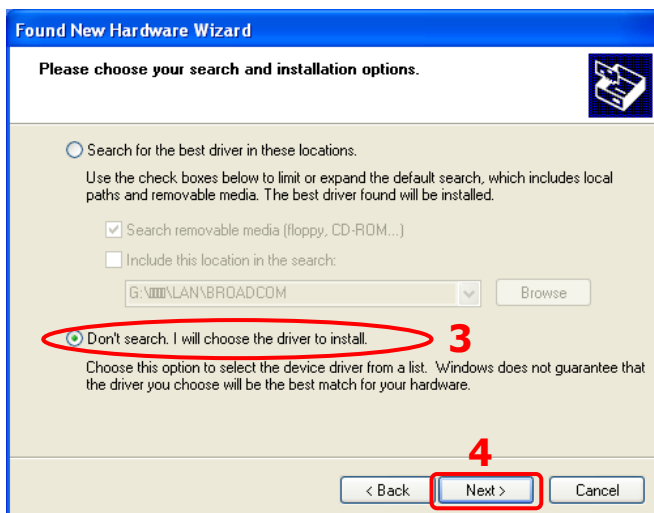 Found New Hardware Wizard
Please choose your search and installation options.
Search for the best driver in these locations.
Use the check boxes below to limit or expand the default search, which includes local
paths and removable media. The best driver found will be installed.
Search removable media (floppy, CD-ROM...)
Include this location in the search:
G:\\LAN\BROADCOM
Browse
Don't search. I will choose the driver to install.
3
Choose this option to select the device driver from a list. Windows does not guarantee that
the driver you choose will be the best match for your hardware.
4
< Back
Next >
Cancel